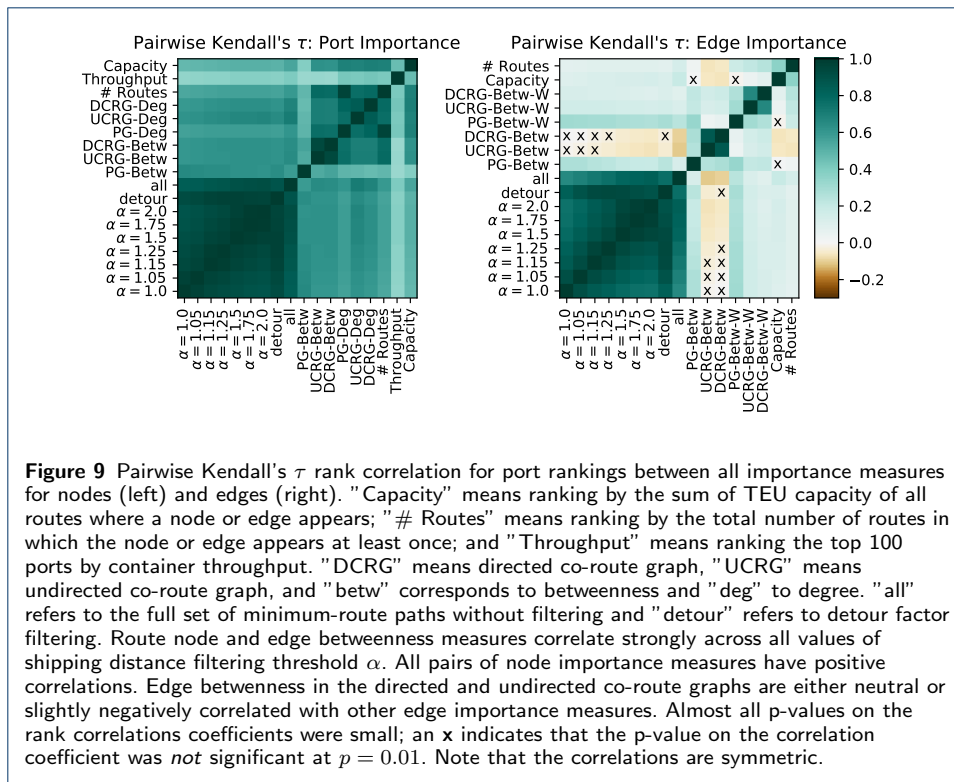 Pairwise Kendall's τ: Port Importance
Capacity
Throughput
# Routes
DCRG-Deg
UCRG-Deg
PG-Deg
DCRG-Betw
UCRG-Betw
PG-Betw
all
detour
α = 2.0
α = 1.75
α = 1.5
α = 1.25
α = 1.15
α = 1.05
α = 1.0
α = 1.0
α = 1.05
α = 1.15
α = 1.25
α = 1.5
α = 1.75
α = 2.0
detour
all
PG-Betw
UCRG-Betw
DCRG-Betw
PG-Deg
UCRG-Deg
DCRG-Deg
# Routes
Throughput
Capacity
Pairwise Kendall's τ: Edge Importance
# Routes
Capacity x x
DCRG-Betw-W
UCRG-Betw-W
PG-Betw-W x
DCRG-Betw x x x x x
UCRG-Betw x x x
PG-Betw x
all
detour x
α = 2.0
α = 1.75
α = 1.5
α = 1.25 x
α = 1.15 x x
α = 1.05 x x
α = 1.0 x x
α = 1.0
α = 1.05
α = 1.15
α = 1.25
α = 1.5
α = 1.75
α = 2.0
detour
all
PG-Betw
UCRG-Betw
DCRG-Betw
PG-Betw-W
UCRG-Betw-W
DCRG-Betw-W
Capacity
# Routes
1.0
0.8
0.6
0.4
0.2
0.0
−0.2
Figure 9 Pairwise Kendall's τ rank correlation for port rankings between all importance measures
for nodes (left) and edges (right). "Capacity" means ranking by the sum of TEU capacity of all
routes where a node or edge appears; "# Routes" means ranking by the total number of routes in
which the node or edge appears at least once; and "Throughput" means ranking the top 100
ports by container throughput. "DCRG" means directed co-route graph, "UCRG" means
undirected co-route graph, and "betw" corresponds to betweenness and "deg" to degree. "all"
refers to the full set of minimum-route paths without filtering and "detour" refers to detour factor
filtering. Route node and edge betweenness measures correlate strongly across all values of
shipping distance filtering threshold α. All pairs of node importance measures have positive
correlations. Edge betwenness in the directed and undirected co-route graphs are either neutral or
slightly negatively correlated with other edge importance measures. Almost all p-values on the
rank correlations coefficients were small; an x indicates that the p-value on the correlation
coefficient was not significant at p = 0.01. Note that the correlations are symmetric.